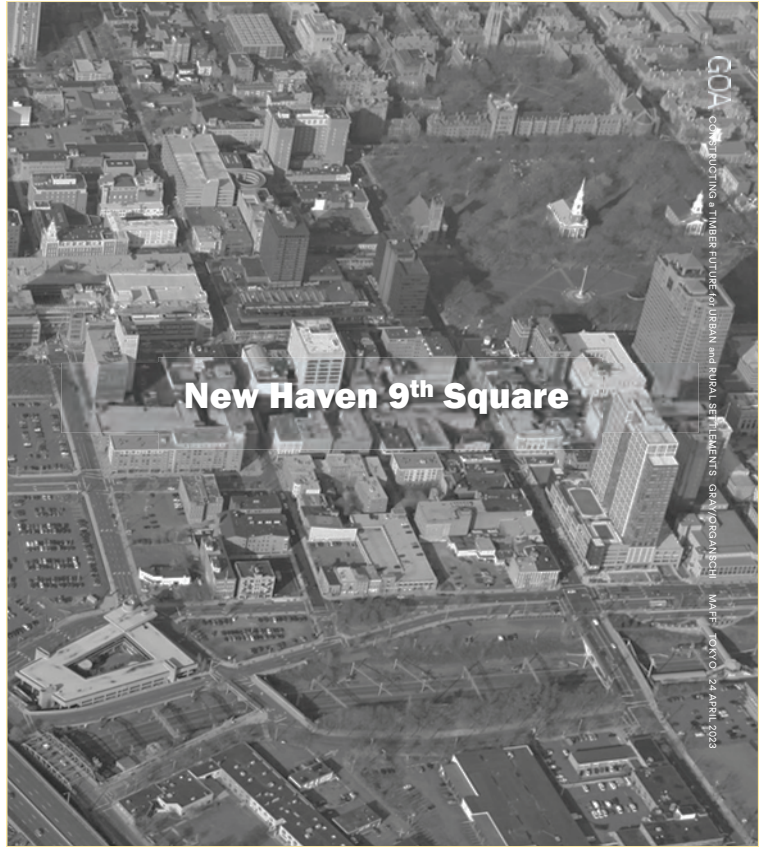 New Haven 9th Square
GOA CONSTRUCTING a TIMBER FUTURE for URBAN and RURAL SETTLEMENTS GRAY/ORGANSCHI MAFF TOKYO 24 APRIL 2023